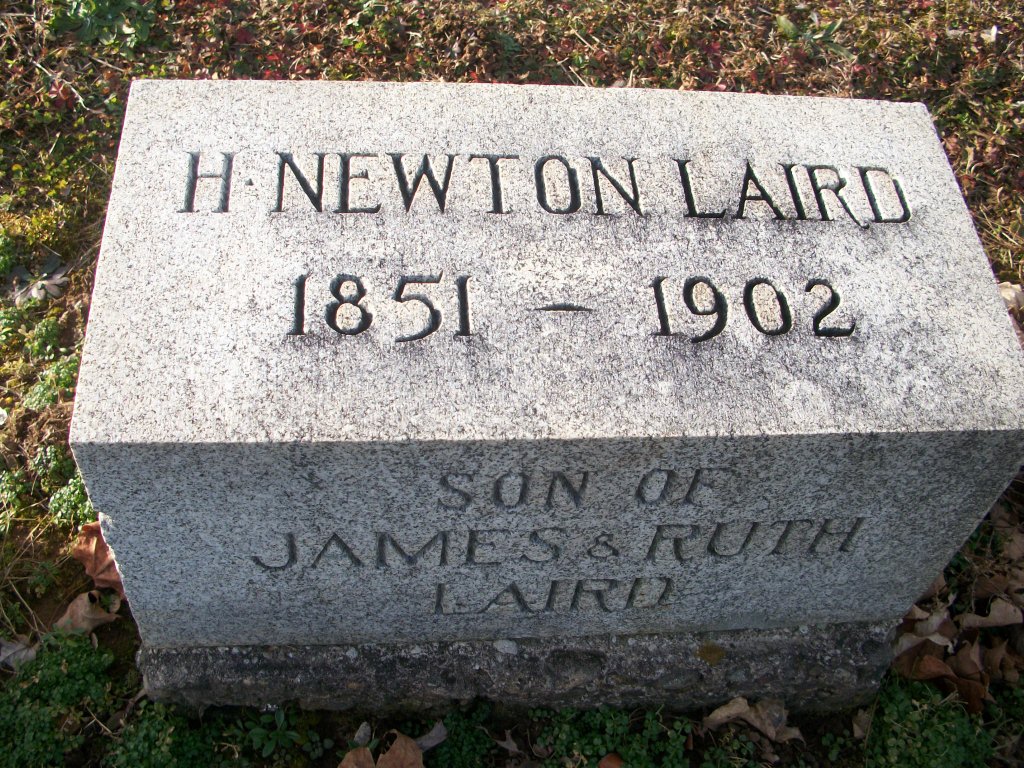 H·NEWTON LAIRD
1851 – 1902
SON OF
JAMES & RUTH
LAIRD